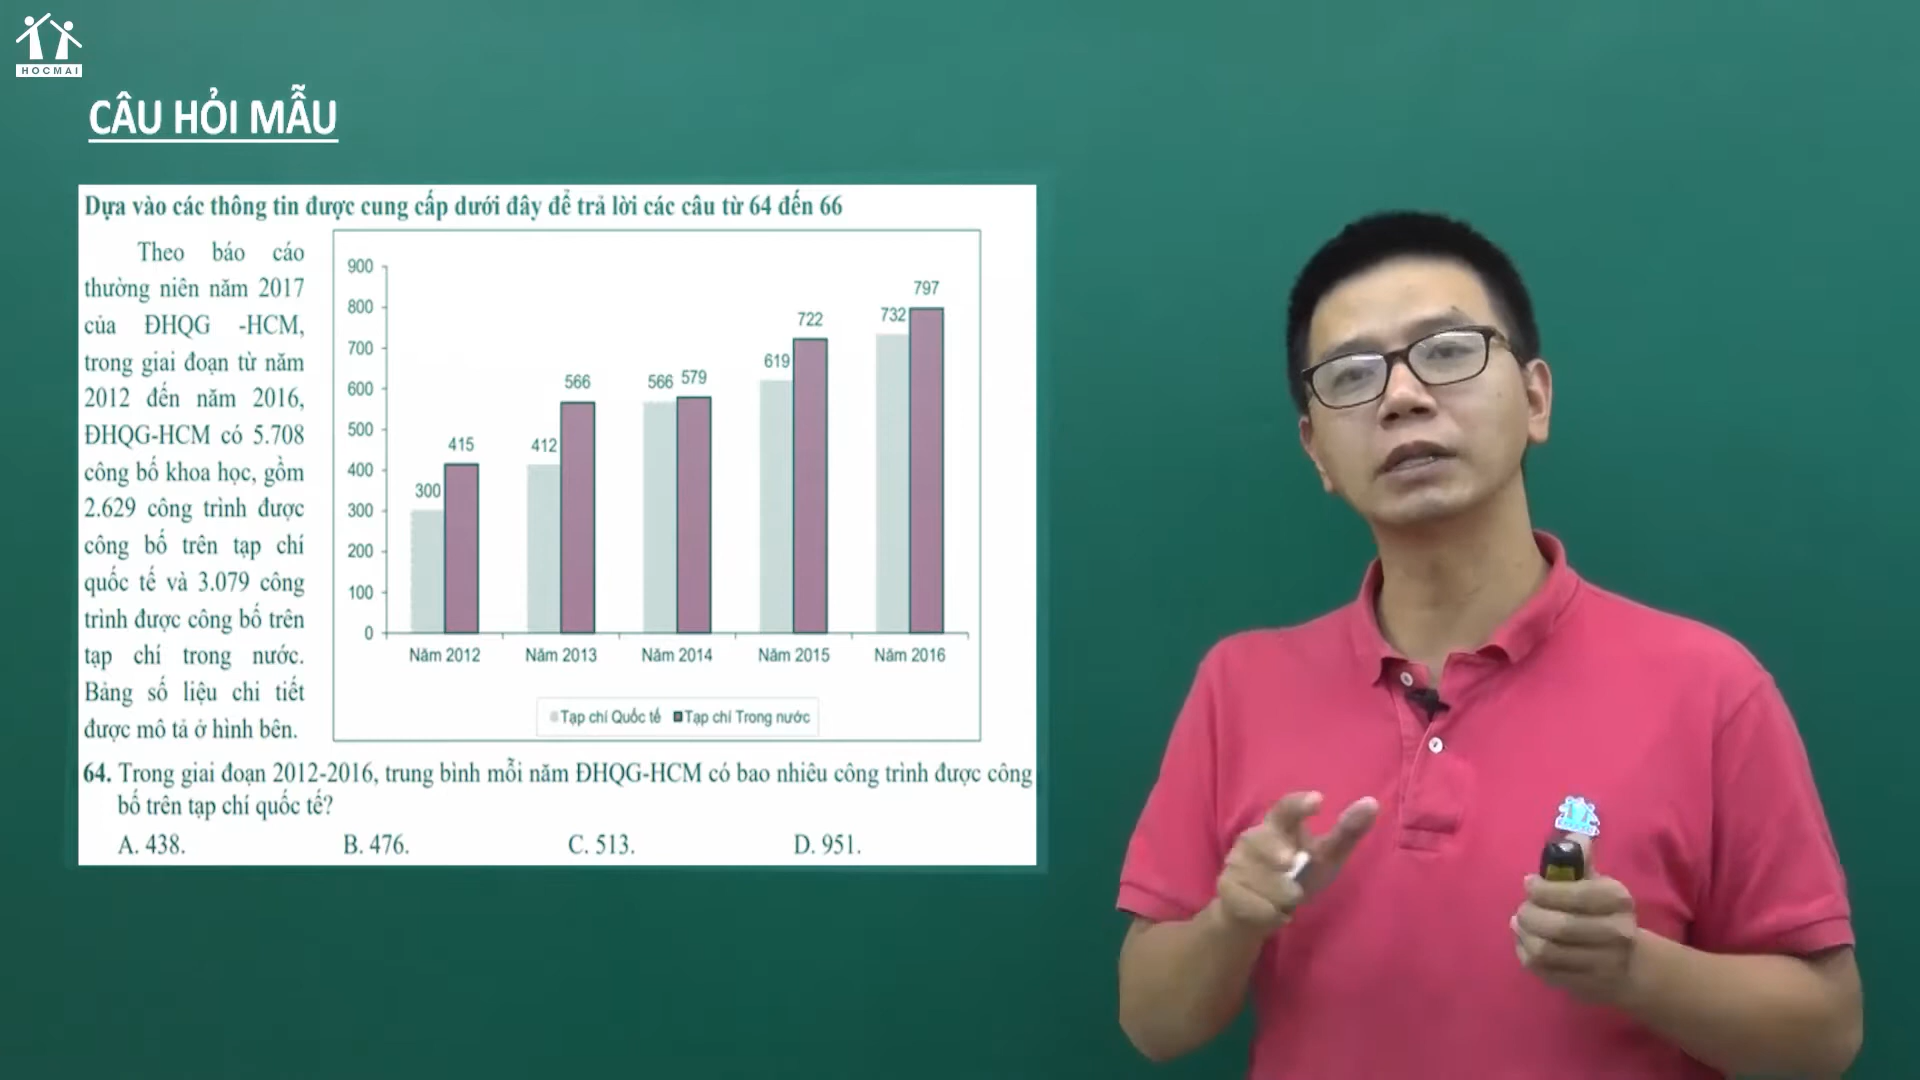 HOCMAI
CÂU HỎI MẪU
Dựa vào các thông tin được cung cấp dưới đây để trả lời các câu từ 64 đến 66
Theo báo cáo
thường niên năm 2017
của ĐHQG -HCM,
trong giai đoạn từ năm
2012 đến năm 2016,
ĐHQG-HCM có 5.708
công bố khoa học, gồm
2.629 công trình được
công bố trên tạp chí
quốc tế và 3.079 công
trình được công bố trên
tạp chí trong nước.
Bảng số liệu chi tiết
được mô tả ở hình bên.
900
800
700
600
500
400
300
200
100
0
300
415
412
566
566
579
619
722
732
797
Năm 2012
Năm 2013
Năm 2014
Năm 2015
Năm 2016
Tạp chí Quốc tế
Tạp chí Trong nước
64. Trong giai đoạn 2012-2016, trung bình mỗi năm ĐHQG-HCM có bao nhiêu công trình được công
bố trên tạp chí quốc tế?
A. 438.
B. 476.
C. 513.
D. 951.